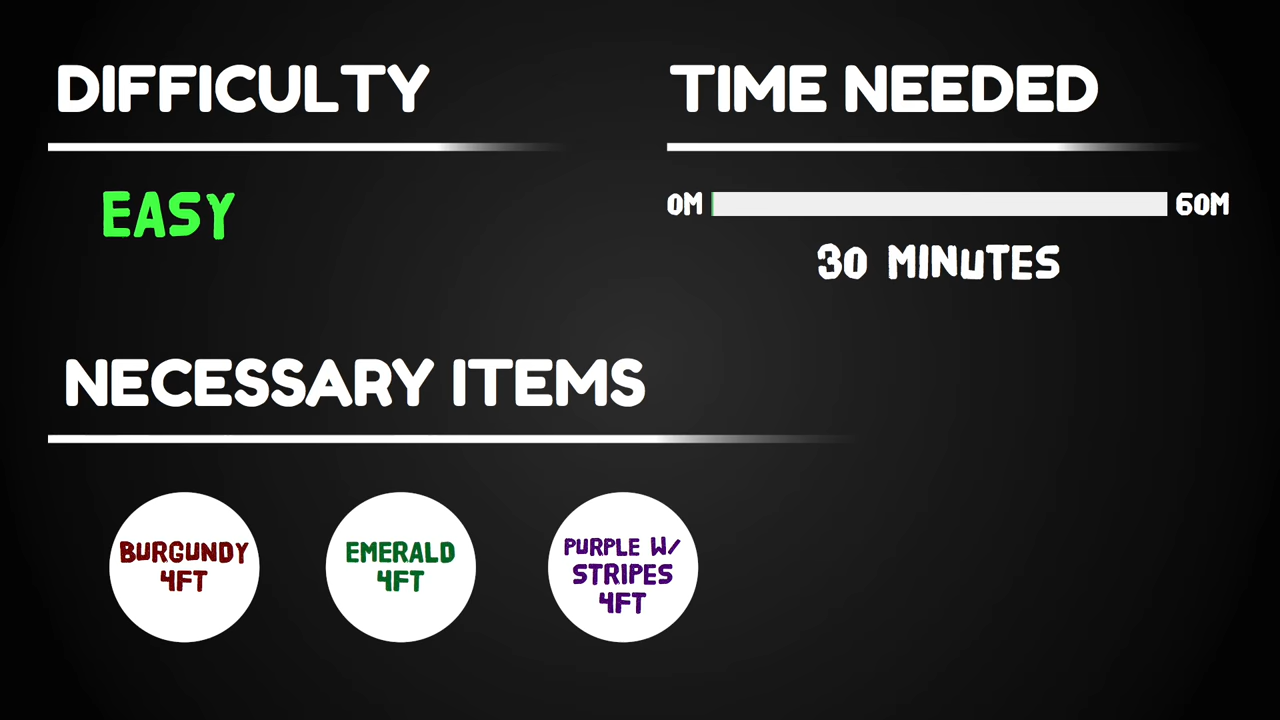 DIFFICULTY
EASY
TIME NEEDED
0M 60M
30 MINUTES
NECESSARY ITEMS
BURGUNDY
4FT
EMERALD
4FT
PURPLE W/
STRIPES
4FT